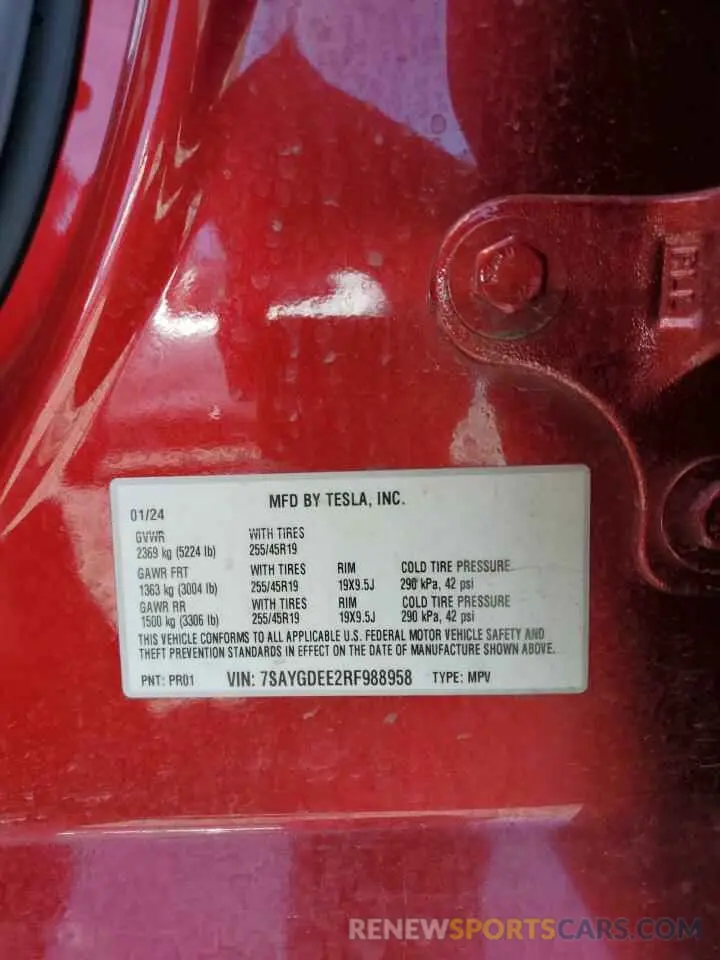 MFD BY TESLA, INC.
01/24
GVWR WITH TIRES
2369 kg (5224 lb) 255/45R19
GAWR FRT WITH TIRES RIM COLD TIRE PRESSURE
1363 kg (3004 lb) 255/45R19 19X9.5J 290 kPa, 42 psi
GAWR RR WITH TIRES RIM COLD TIRE PRESSURE
1500 kg (3306 lb) 255/45R19 19X9.5J 290 kPa, 42 psi
THIS VEHICLE CONFORMS TO ALL APPLICABLE U.S. FEDERAL MOTOR VEHICLE SAFETY AND
THEFT PREVENTION STANDARDS IN EFFECT ON THE DATE OF MANUFACTURE SHOWN ABOVE.
PNT: PR01 VIN: 7SAYGDEE2RF988958 TYPE: MPV
RENEWSPORTSCARS.COM